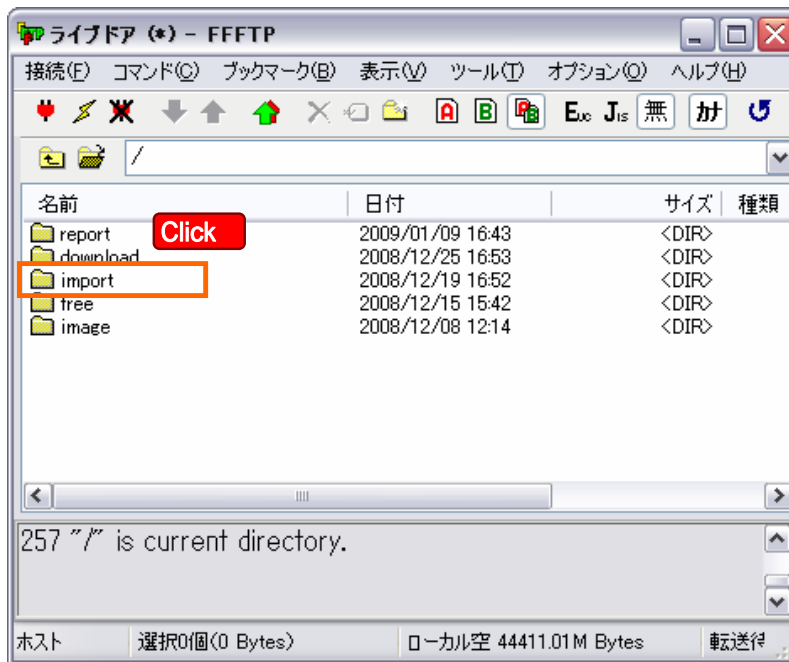 ライブドア (*) - FFFTP
接続(F) コマンド(C) ブックマーク(B) 表示(V) ツール(T) オプション(O) ヘルプ(H)
A B Euc Jis 無 カナ
/
名前 日付 サイズ 種類
Click
report 2009/01/09 16:43 <DIR>
download 2008/12/25 16:53 <DIR>
import 2008/12/19 16:52 <DIR>
2008/12/15 15:42 <DIR>
image 2008/12/08 12:14 <DIR>
257 "/" is current directory.
ホスト 選択0個(0 Bytes) ローカル空 44411.01M Bytes 転送待